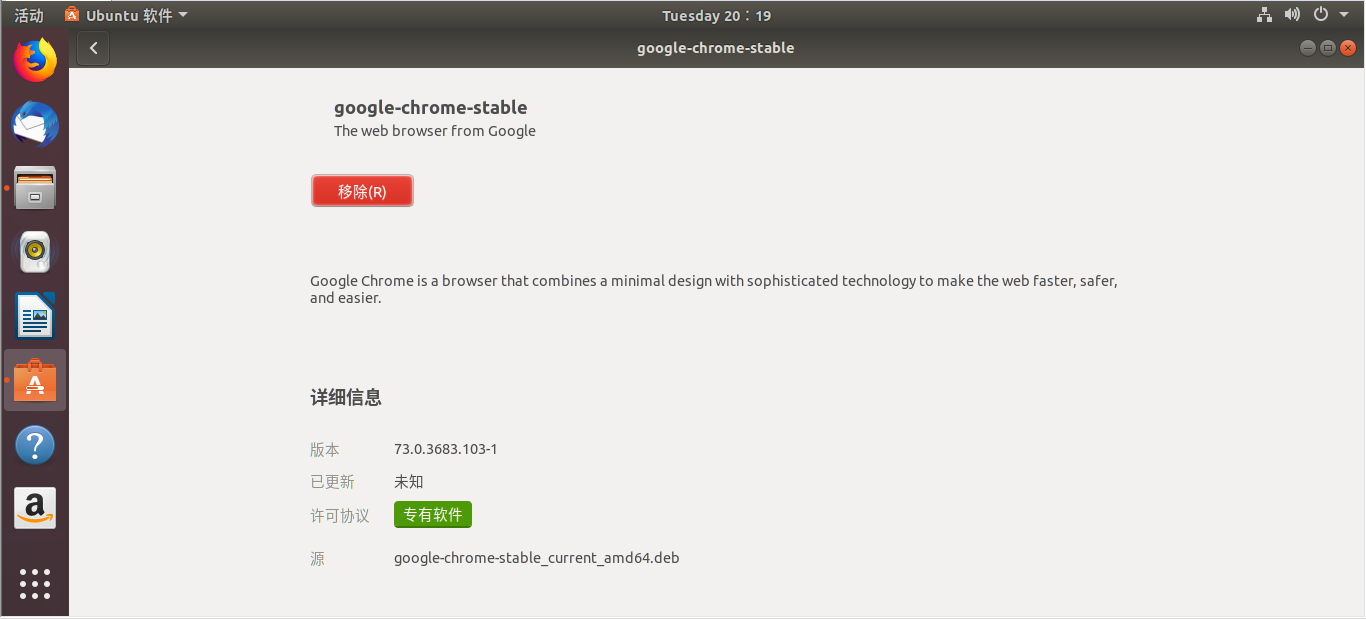 活动 Ubuntu 软件 Tuesday 20：19
google-chrome-stable
google-chrome-stable
The web browser from Google
移除(R)
Google Chrome is a browser that combines a minimal design with sophisticated technology to make the web faster, safer,
and easier.
详细信息
版本 73.0.3683.103-1
已更新 未知
许可协议 专有软件
源 google-chrome-stable_current_amd64.deb